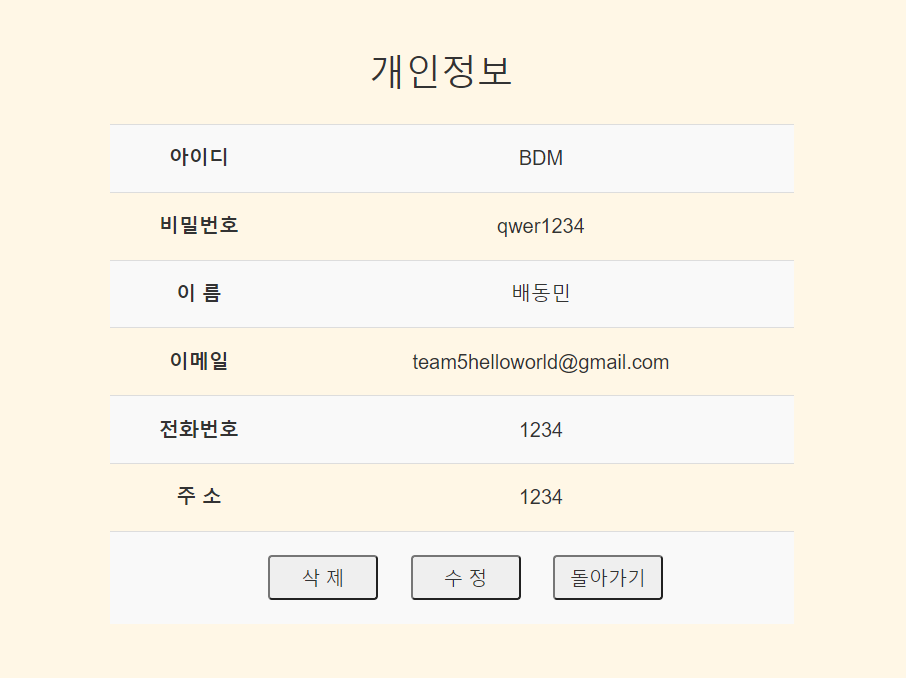 개인정보
아이디 BDM
비밀번호 qwer1234
이 름 배동민
이메일 team5helloworld@gmail.com
전화번호 1234
주 소 1234
삭 제 수 정 돌아가기